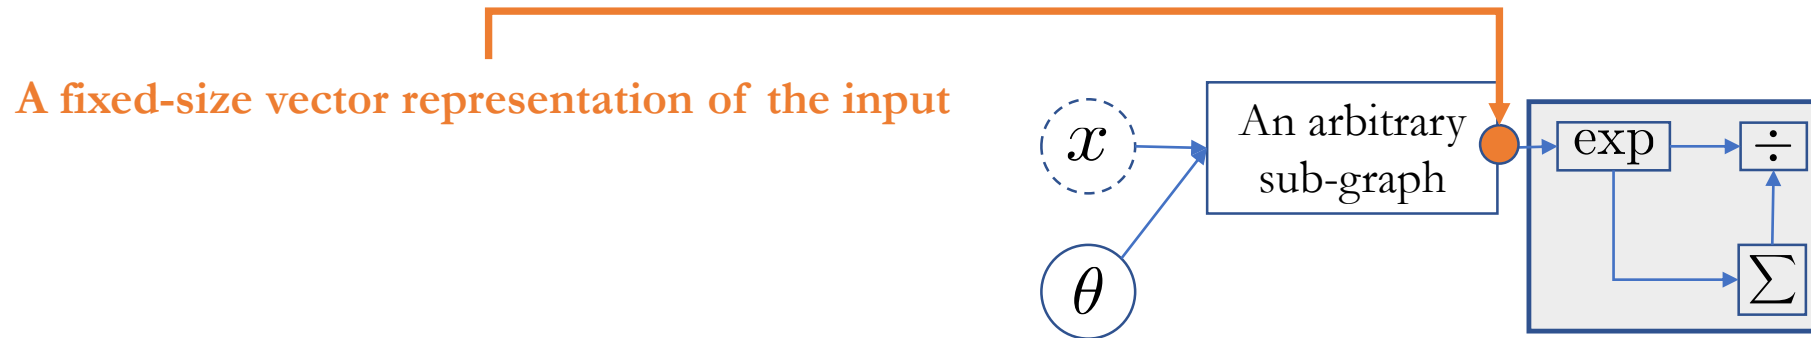 A fixed-size vector representation of the input
x
An arbitrary
sub-graph
exp
÷
θ
∑